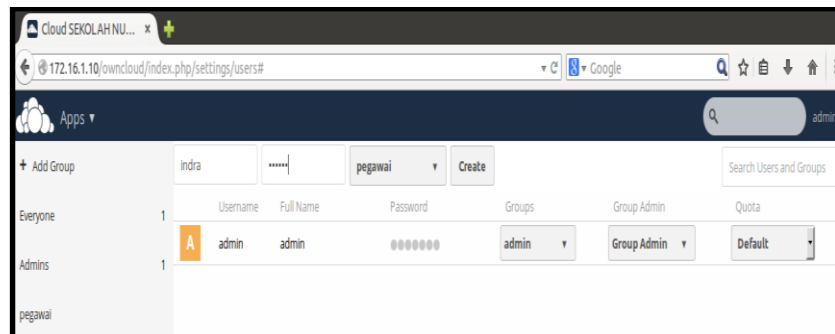 Cloud SEKOLAH NU...
172.16.1.10/owncloud/index.php/settings/users#
Google
Apps
admin
+ Add Group
indra
pegawai
Create
Search Users and Groups
Username Full Name Password Groups Group Admin Quota
Everyone 1
A admin admin admin Group Admin Default
Admins 1
pegawai